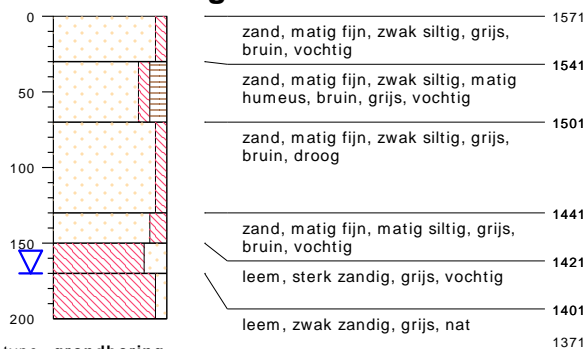 0
1571
zand, matig fijn, zwak siltig, grijs,
bruin, vochtig
1541
zand, matig fijn, zwak siltig, matig
humeus, bruin, grijs, vochtig
50
1501
zand, matig fijn, zwak siltig, grijs,
bruin, droog
100
1441
zand, matig fijn, matig siltig, grijs,
bruin, vochtig
150
1421
leem, sterk zandig, grijs, vochtig
1401
leem, zwak zandig, grijs, nat
200
1371